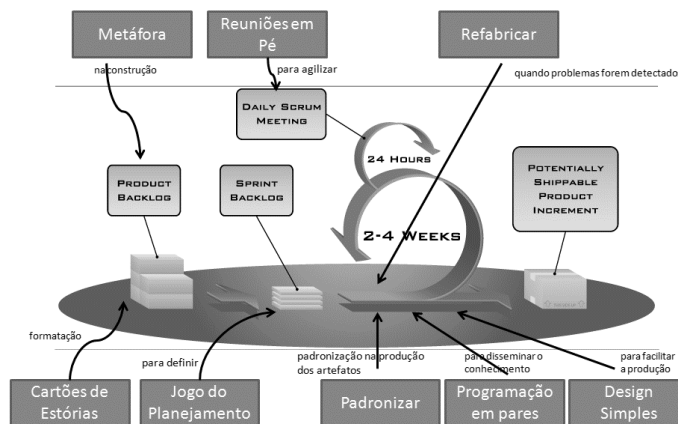 Metáfora
Reuniões em
Pé
Refabricar
na construção
para agilizar
quando problemas forem detectado
DAILY SCRUM
MEETING
24 HOURS
PRODUCT
BACKLOG
SPRINT
BACKLOG
POTENTIALLY
SHIPPABLE
PRODUCT
INCREMENT
2-4 WEEKS
formatação
para definir
padronização na produção
dos artefatos
para disseminar o
conhecimento
para facilitar
a produção
Cartões de
Estórias
Jogo do
Planejamento
Padronizar
Programação
em pares
Design
Simples